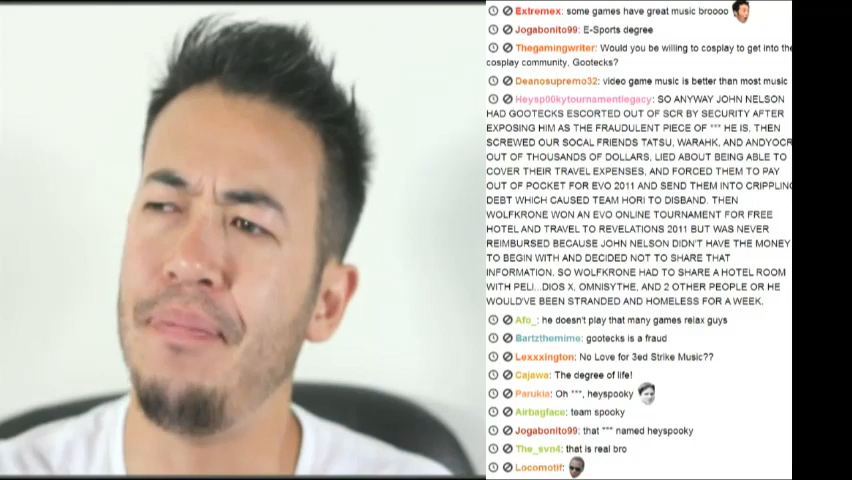 Extremex: some games have great music broooo
Jogabonito99: E-Sports degree
Thegamingwriter: Would you be willing to cosplay to get into the
cosplay community, Gootecks?
Deanosupremo32: video game music is better than most music
Heysp00kytournamentlegacy: SO ANYWAY JOHN NELSON
HAD GOOTECKS ESCORTED OUT OF SCR BY SECURITY AFTER
EXPOSING HIM AS THE FRAUDULENT PIECE OF *** HE IS. THEN
SCREWED OUR SOCAL FRIENDS TATSU, WARAHK, AND ANDYOCR
OUT OF THOUSANDS OF DOLLARS, LIED ABOUT BEING ABLE TO
COVER THEIR TRAVEL EXPENSES, AND FORCED THEM TO PAY
OUT OF POCKET FOR EVO 2011 AND SEND THEM INTO CRIPPLING
DEBT WHICH CAUSED TEAM HORI TO DISBAND. THEN
WOLFKRONE WON AN EVO ONLINE TOURNAMENT FOR FREE
HOTEL AND TRAVEL TO REVELATIONS 2011 BUT WAS NEVER
REIMBURSED BECAUSE JOHN NELSON DIDN'T HAVE THE MONEY
TO BEGIN WITH AND DECIDED NOT TO SHARE THAT
INFORMATION. SO WOLFKRONE HAD TO SHARE A HOTEL ROOM
WITH PELI...DIOS X, OMNISYTHE, AND 2 OTHER PEOPLE OR HE
WOULD'VE BEEN STRANDED AND HOMELESS FOR A WEEK.
Afo_: he doesn't play that many games relax guys
Bartzthemime: gootecks is a fraud
Lexxxington: No Love for 3ed Strike Music??
Cajawa: The degree of life!
Parukia: Oh ***, heyspooky
Airbagface: team spooky
Jogabonito99: that *** named heyspooky
The_svn4: that is real bro
Locomotif: